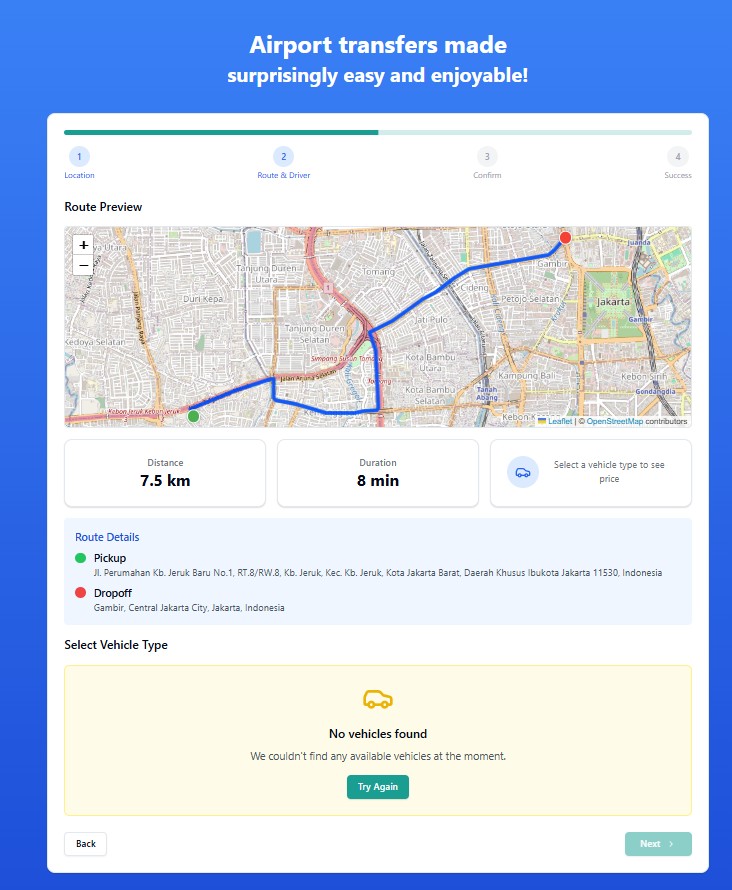 Airport transfers made
surprisingly easy and enjoyable!
1
2
3
4
Location
Route & Driver
Confirm
Success
Route Preview
+
−
Tanjung Duren
Utara
Duri Kepa
Tomang
1
Tanjung Duren
Selatan
Simpang Susun Tomang
Jati Pulo
Cideng
Petojo Selatan
Gambir
Juanda
Jakarta
Gambir
Kedoya Selatan
Jalan Arjuna Selatan
Tomang
Kota Bambu
Utara
Kota Bambu
Selatan
Kampung Bali
Tanah
Abang
Kebon Sirih
Gondangdia
Kebon Jeruk
Kebon Jeruk
Leaflet | © OpenStreetMap contributors
Distance
7.5 km
Duration
8 min
Select a vehicle type to see
price
Route Details
Pickup
Jl. Perumahan Kb. Jeruk Baru No.1, RT.8/RW.8, Kb. Jeruk, Kec. Kb. Jeruk, Kota Jakarta Barat, Daerah Khusus Ibukota Jakarta 11530, Indonesia
Dropoff
Gambir, Central Jakarta City, Jakarta, Indonesia
Select Vehicle Type
No vehicles found
We couldn't find any available vehicles at the moment.
Try Again
Back
Next